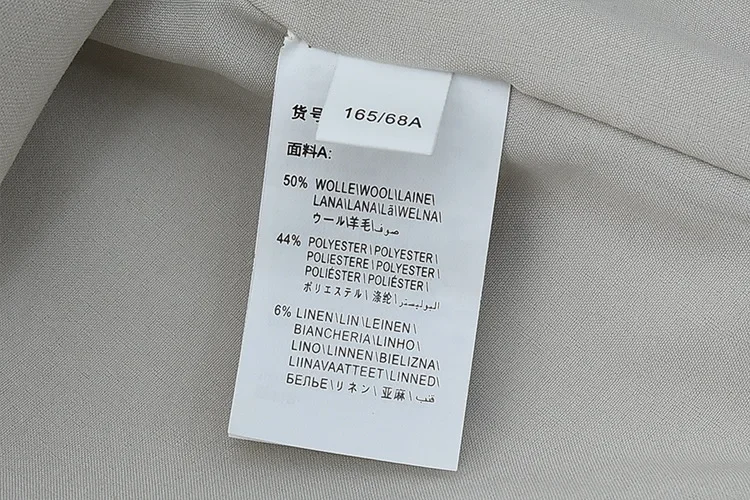 165/68A
货号
面料A:
50% WOLLE\WOOL\LAINE\
LANA\LANA\Lã\WELNA\
ウール\羊毛\صوف
44% POLYESTER\POLYESTER\
POLIESTERE\POLYESTER\
POLIÉSTER\POLIÉSTER\
ポリエステル\涤纶\البوليستر
6% LINEN\LIN\LEINEN\
BIANCHERIA\LINHO\
LINO\LINNEN\BIELIZNA\
LIINAVAATTEET\LINNED\
БЕЛЬЕ\リネン\亚麻\قنب